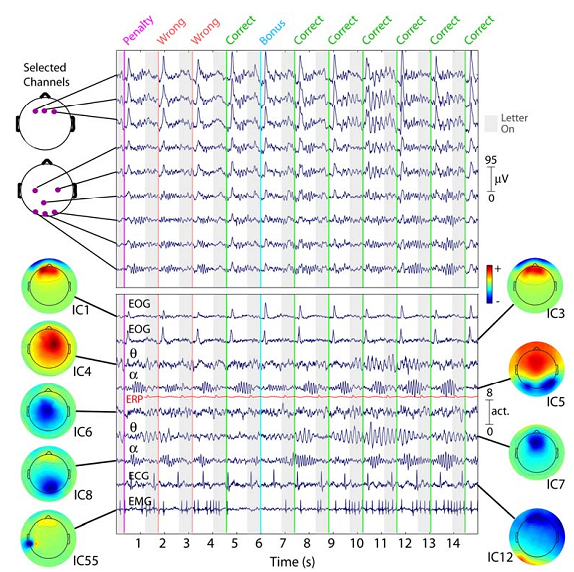 Penalty
Wrong
Wrong
Correct
Bonus
Correct
Correct
Correct
Correct
Correct
Correct
Selected
Channels
Letter
On
95
μV
0
+
-
EOG
EOG
θ
α
ERP
θ
α
ECG
EMG
IC1
IC4
IC6
IC8
IC55
IC3
IC5
8
act.
0
IC7
IC12
1 2 3 4 5 6 7 8 9 10 11 12 13 14
Time (s)